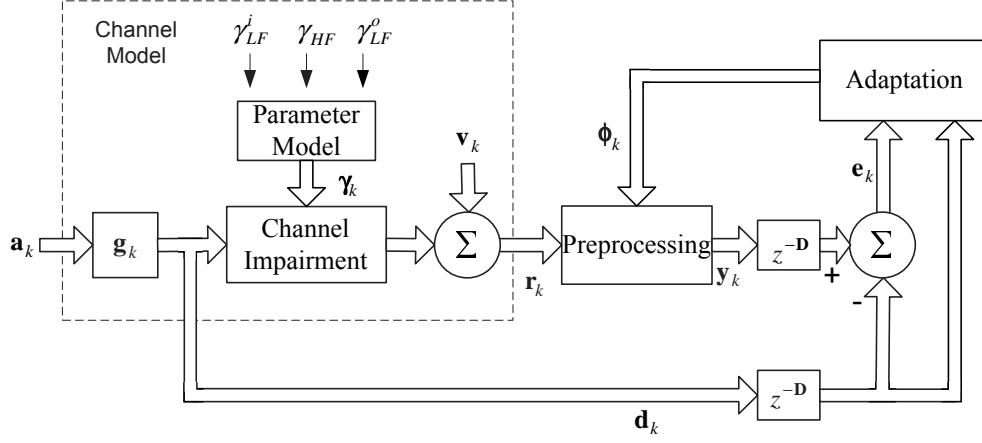 Channel
Model
γ^i_LF γ_HF γ^o_LF
Parameter
Model
γ_k
v_k
a_k
g_k
Channel
Impairment
Σ
r_k
Preprocessing
ϕ_k
y_k
z^-D
+
-
Σ
e_k
Adaptation
d_k
z^-D